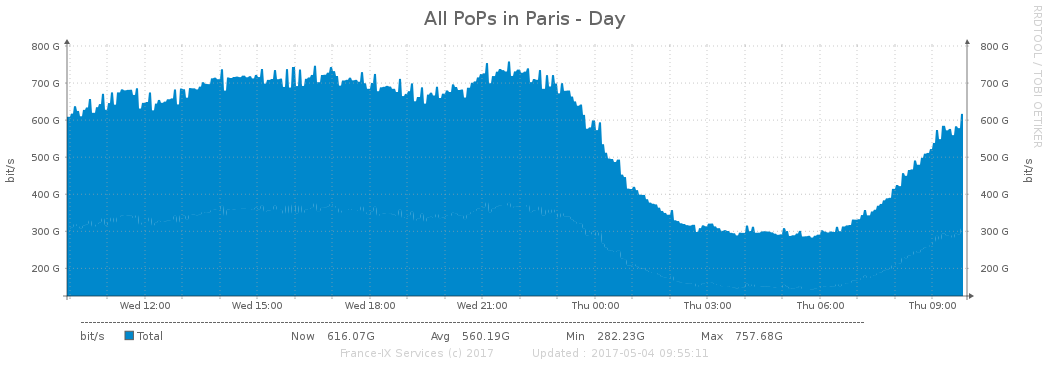 All PoPs in Paris - Day
RRDTOOL / TOBI OETIKER
800 G 800 G
700 G 700 G
600 G 600 G
500 G 500 G
400 G 400 G
300 G 300 G
200 G 200 G
bit/s
bit/s
Wed 12:00 Wed 15:00 Wed 18:00 Wed 21:00 Thu 00:00 Thu 03:00 Thu 06:00 Thu 09:00
bit/s Total Now 616.07G Avg 560.19G Min 282.23G Max 757.68G
France-IX Services (c) 2017 Updated : 2017-05-04 09:55:11